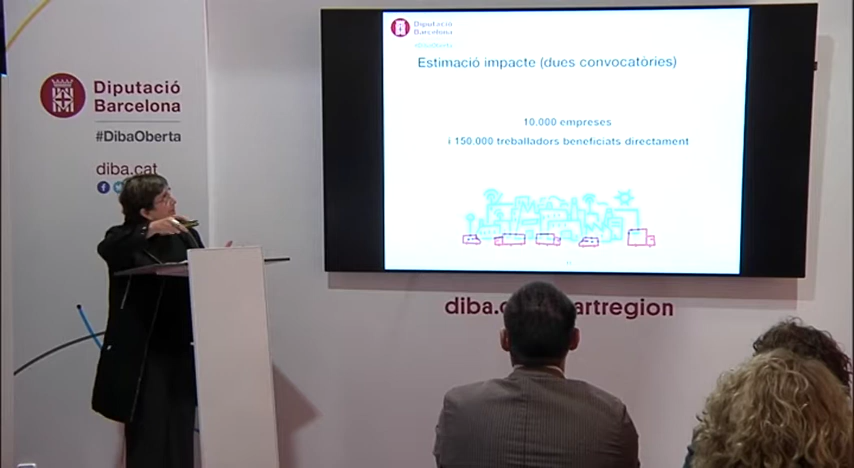 Diputació
Barcelona
#DibaOberta
diba.cat
Diputació
Barcelona
#DibaOberta
Estimació impacte (dues convocatòries)
10.000 empreses
i 150.000 treballadors beneficiats directament
diba.c
artregion